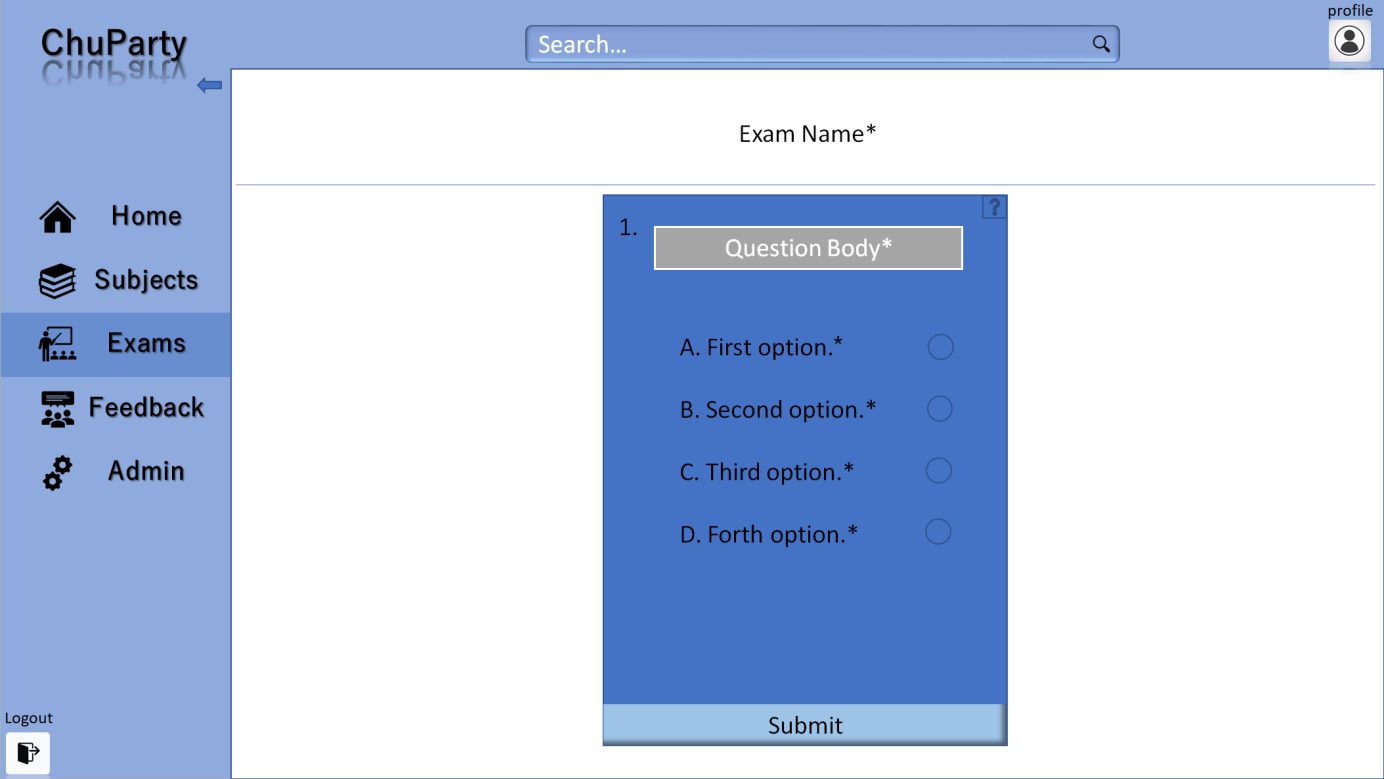 profile
ChuParty
Search...
Exam Name*
?
1.
Question Body*
Home
Subjects
Exams
Feedback
Admin
A. First option.*
B. Second option.*
C. Third option.*
D. Forth option.*
Submit
Logout